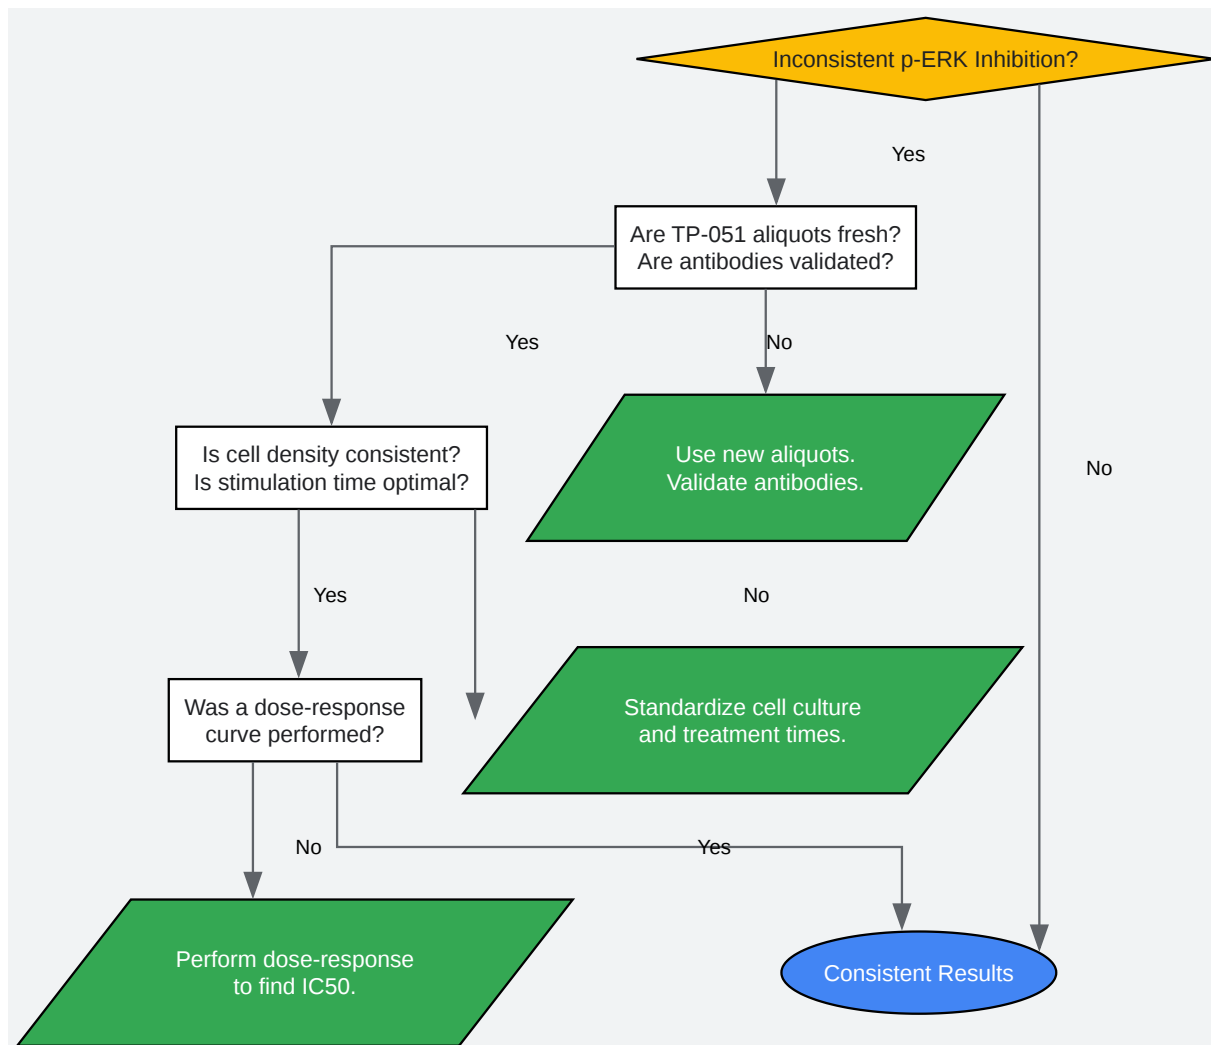 Inconsistent p-ERK Inhibition?
Yes
Are TP-051 aliquots fresh?
Are antibodies validated?
Yes
No
Is cell density consistent?
Is stimulation time optimal?
Use new aliquots.
Validate antibodies.
No
Yes
No
Was a dose-response
curve performed?
Standardize cell culture
and treatment times.
No
Yes
Perform dose-response
to find IC50.
Consistent Results